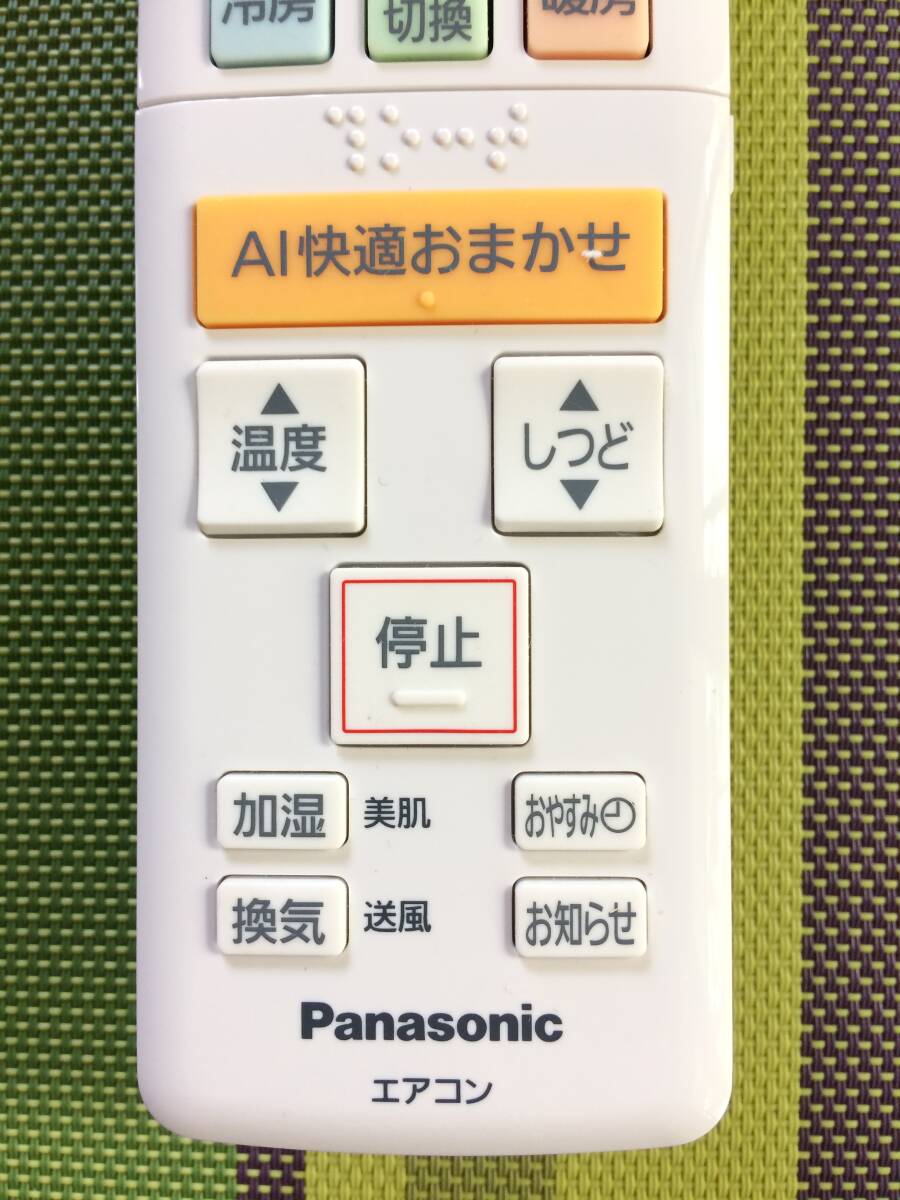 冷房
切換
暖房
AI快適おまかせ
温度
しつど
停止
加湿 美肌
おやすみ
換気 送風
お知らせ
Panasonic
エアコン